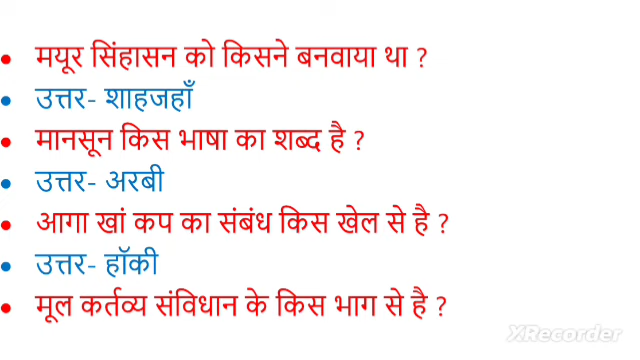 • मयूर सिंहासन को किसने बनवाया था ?
• उत्तर- शाहजहाँ
• मानसून किस भाषा का शब्द है ?
• उत्तर- अरबी
• आगा खां कप का संबंध किस खेल से है ?
• उत्तर- हॉकी
• मूल कर्तव्य संविधान के किस भाग से है ?
XRecorder